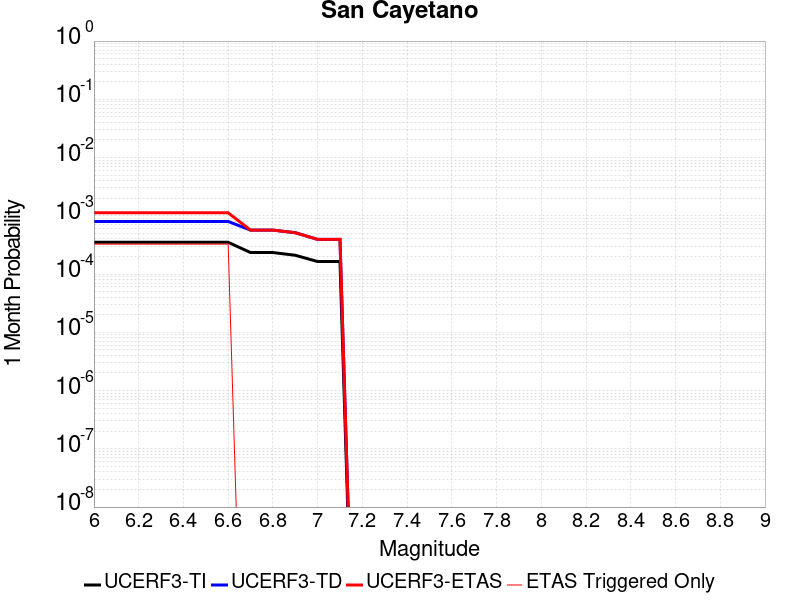 San Cayetano
10^0
10^-1
10^-2
10^-3
10^-4
10^-5
10^-6
10^-7
10^-8
1 Month Probability
6 6.2 6.4 6.6 6.8 7 7.2 7.4 7.6 7.8 8 8.2 8.4 8.6 8.8 9
Magnitude
UCERF3-TI UCERF3-TD UCERF3-ETAS ETAS Triggered Only